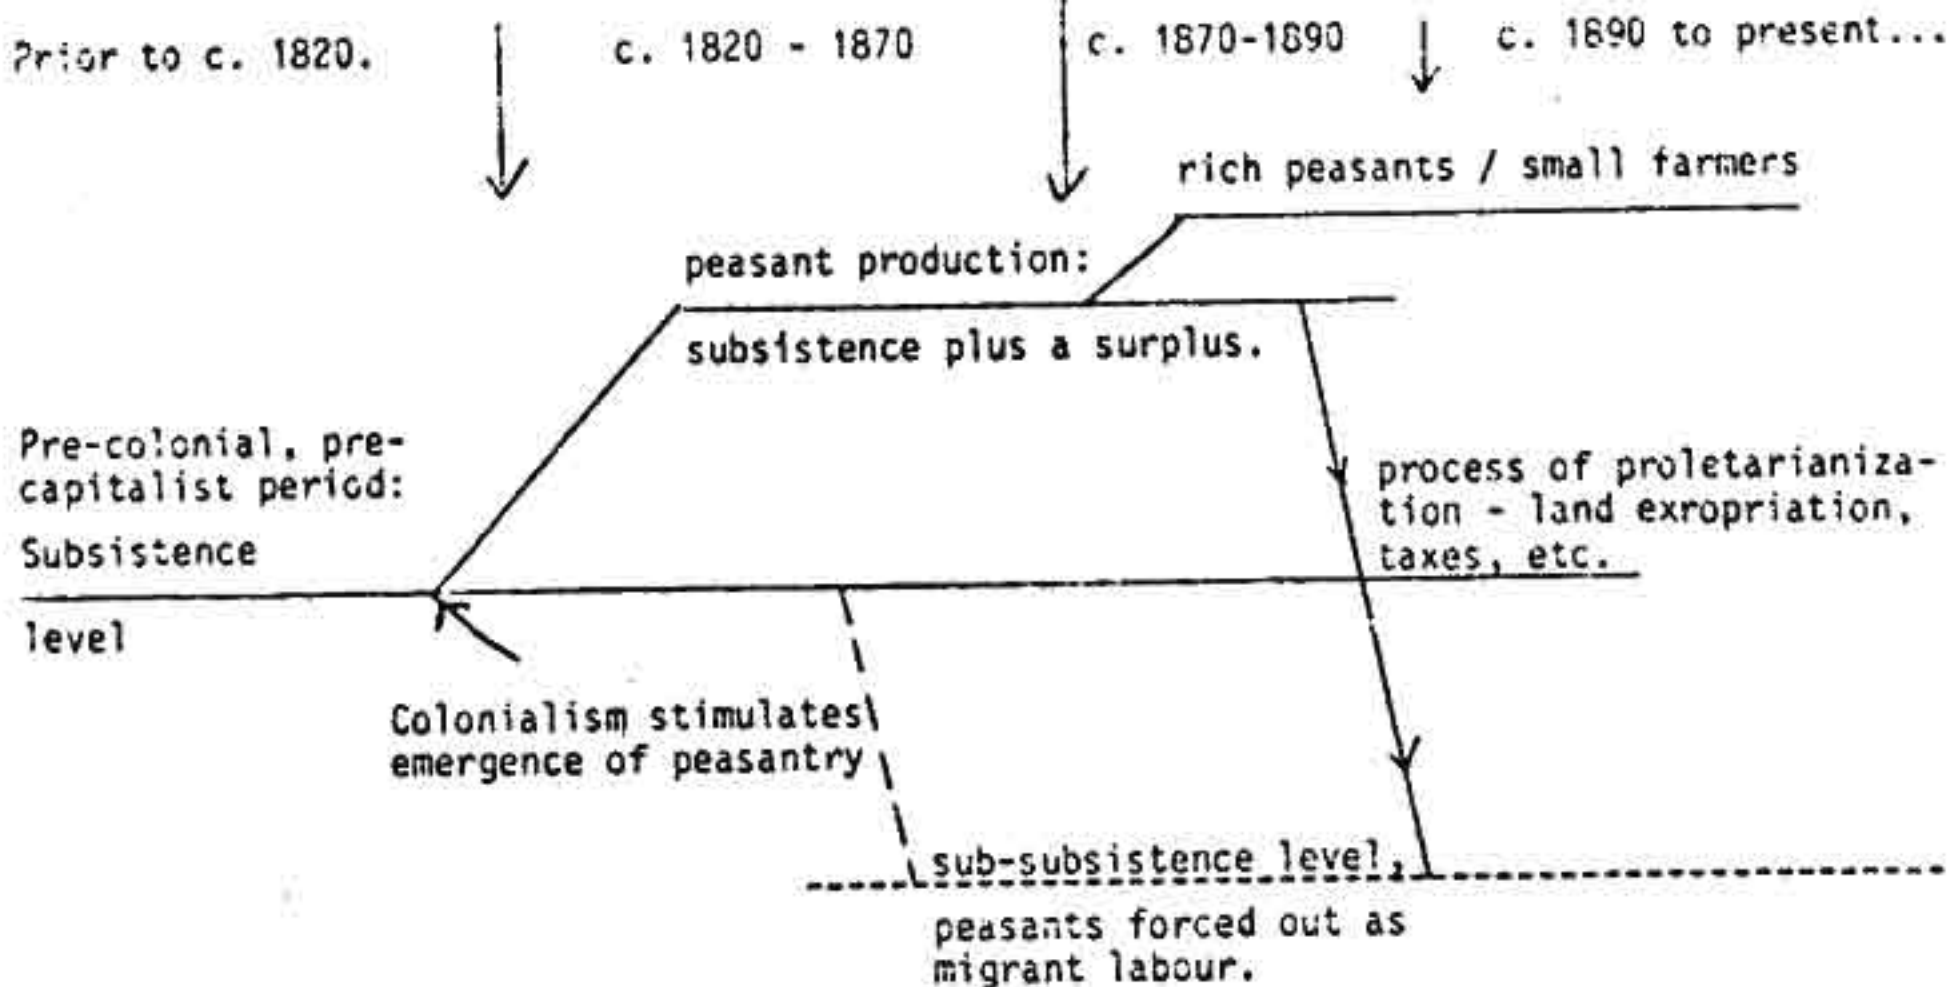 Prior to c. 1820.
c. 1820 - 1870
c. 1870-1890
c. 1890 to present...
rich peasants / small farmers
peasant production:
subsistence plus a surplus.
Pre-colonial, pre-
capitalist period:
Subsistence
level
process of proletarianiza-
tion - land exropriation,
taxes, etc.
Colonialism stimulates
emergence of peasantry
sub-subsistence level,
peasants forced out as
migrant labour.